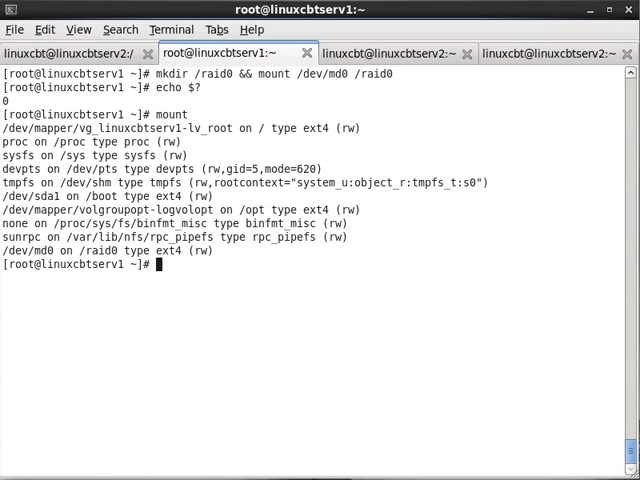 root@linuxcbtserv1:~
File Edit View Search Terminal Tabs Help
linuxcbt@linuxcbtserv2:/ root@linuxcbtserv1:~ linuxcbt@linuxcbtserv2:~ linuxcbt@linuxcbtserv2:~
[root@linuxcbtserv1 ~]# mkdir /raid0 && mount /dev/md0 /raid0
[root@linuxcbtserv1 ~]# echo $?
0
[root@linuxcbtserv1 ~]# mount
/dev/mapper/vg_linuxcbtserv1-lv_root on / type ext4 (rw)
proc on /proc type proc (rw)
sysfs on /sys type sysfs (rw)
devpts on /dev/pts type devpts (rw,gid=5,mode=620)
tmpfs on /dev/shm type tmpfs (rw,rootcontext="system_u:object_r:tmpfs_t:s0")
/dev/sda1 on /boot type ext4 (rw)
/dev/mapper/volgroupopt-logvolopt on /opt type ext4 (rw)
none on /proc/sys/fs/binfmt_misc type binfmt_misc (rw)
sunrpc on /var/lib/nfs/rpc_pipefs type rpc_pipefs (rw)
/dev/md0 on /raid0 type ext4 (rw)
[root@linuxcbtserv1 ~]#